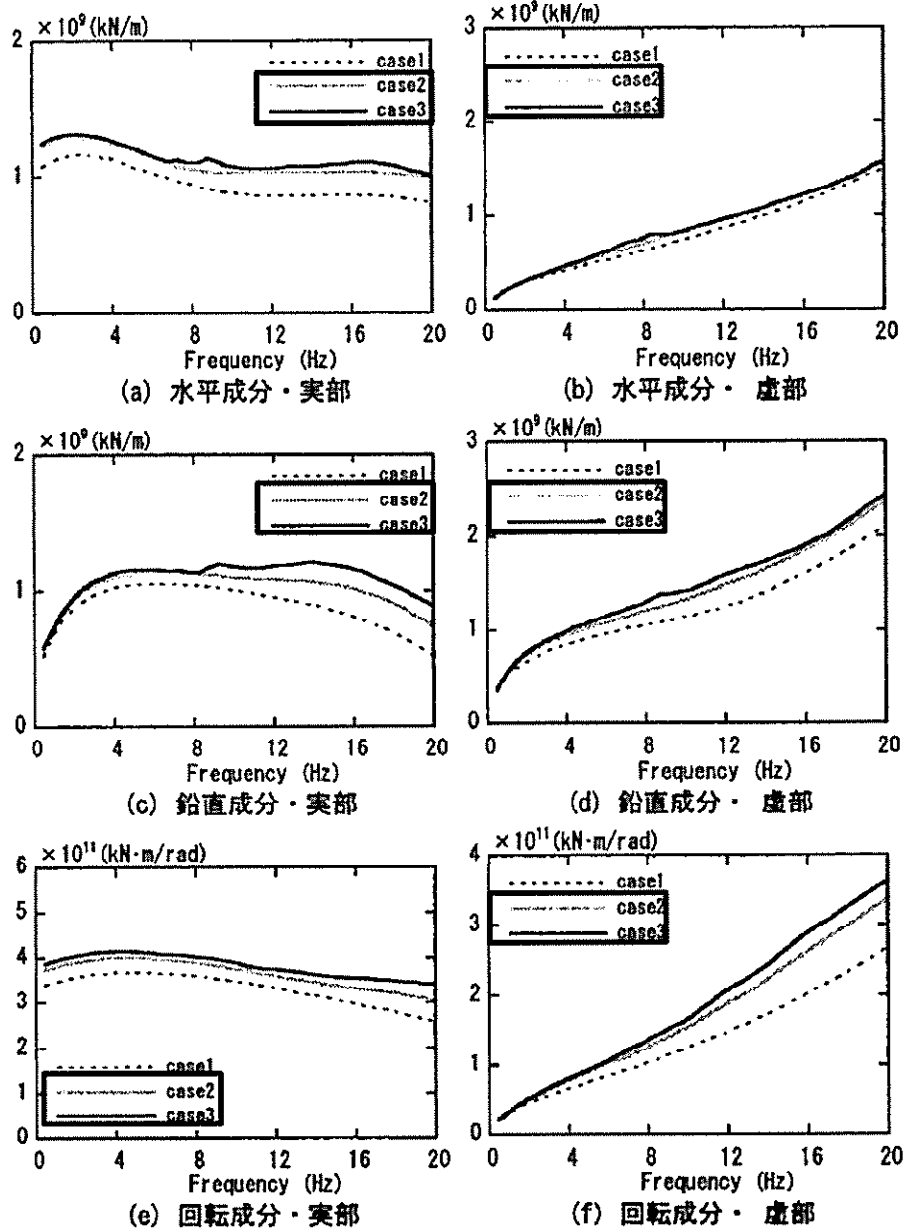 ×10⁹(kN/m)
2
1
0
case1
case2
case3
0 4 8 12 16 20
Frequency (Hz)
(a) 水平成分・実部
×10⁹(kN/m)
3
2
1
0
case1
case2
case3
0 4 8 12 16 20
Frequency (Hz)
(b) 水平成分・ 虚部
×10⁹(kN/m)
2
1
0
case1
case2
case3
0 4 8 12 16 20
Frequency (Hz)
(c) 鉛直成分・実部
×10⁹(kN/m)
3
2
1
0
case1
case2
case3
0 4 8 12 16 20
Frequency (Hz)
(d) 鉛直成分・ 虚部
×10¹¹(kN·m/rad)
6
5
4
3
2
1
0
case1
case2
case3
0 4 8 12 16 20
Frequency (Hz)
(e) 回転成分・実部
×10¹¹(kN·m/rad)
4
3
2
1
0
case1
case2
case3
0 4 8 12 16 20
Frequency (Hz)
(f) 回転成分・ 虚部